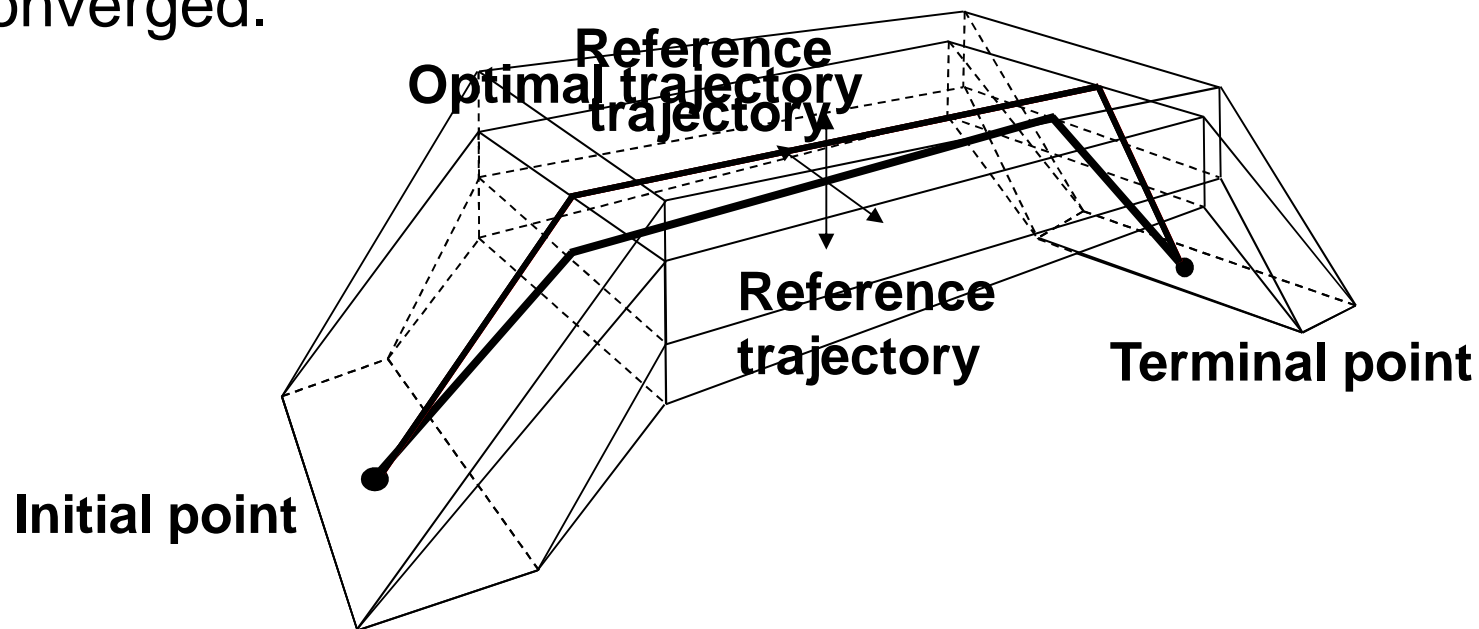 onverged.
Reference
trajectory
Optimal trajectory
Reference
trajectory
Terminal point
Initial point